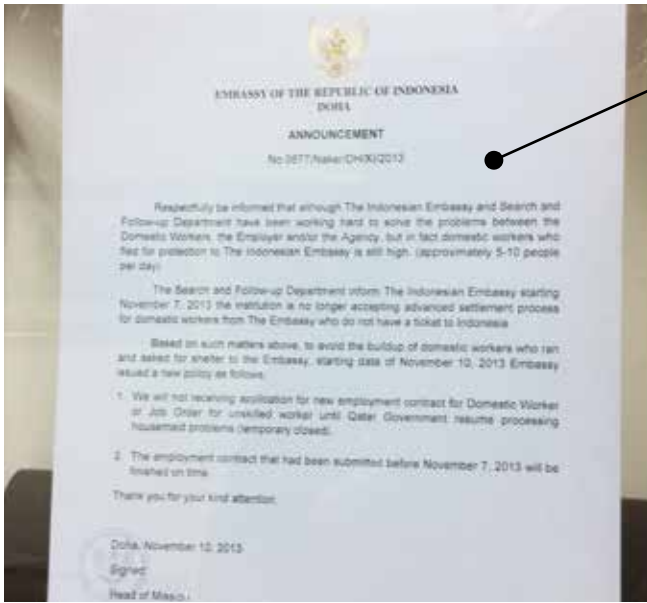 EMBASSY OF THE REPUBLIC OF INDONESIA
DOHA
ANNOUNCEMENT
No.0877/Naker/DH/XI/2013
Respectfully be informed that although The Indonesian Embassy and Search and
Follow-up Department have been working hard to solve the problems between the
Domestic Workers, the Employer and/or the Agency, but in fact domestic workers who
fled for protection to The Indonesian Embassy is still high. (approximately 5-10 people
per day)
The Search and Follow-up Department inform The Indonesian Embassy starting
November 7, 2013 the institution is no longer accepting advanced settlement process
for domestic workers from The Embassy who do not have a ticket to Indonesia
Based on such matters above, to avoid the buildup of domestic workers who ran
and asked for shelter to the Embassy, starting date of November 10, 2013 Embassy
issued a new policy as follows:
1. We will not receiving application for new employment contract for Domestic Worker
or Job Order for unskilled worker until Qatar Government resume processing
housemaid problems (temporary closed).
2. The employment contract that had been submitted before November 7, 2013 will be
finished on time.
Thank you for your kind attention.
Doha, November 10, 2013
Signed
Head of Mission